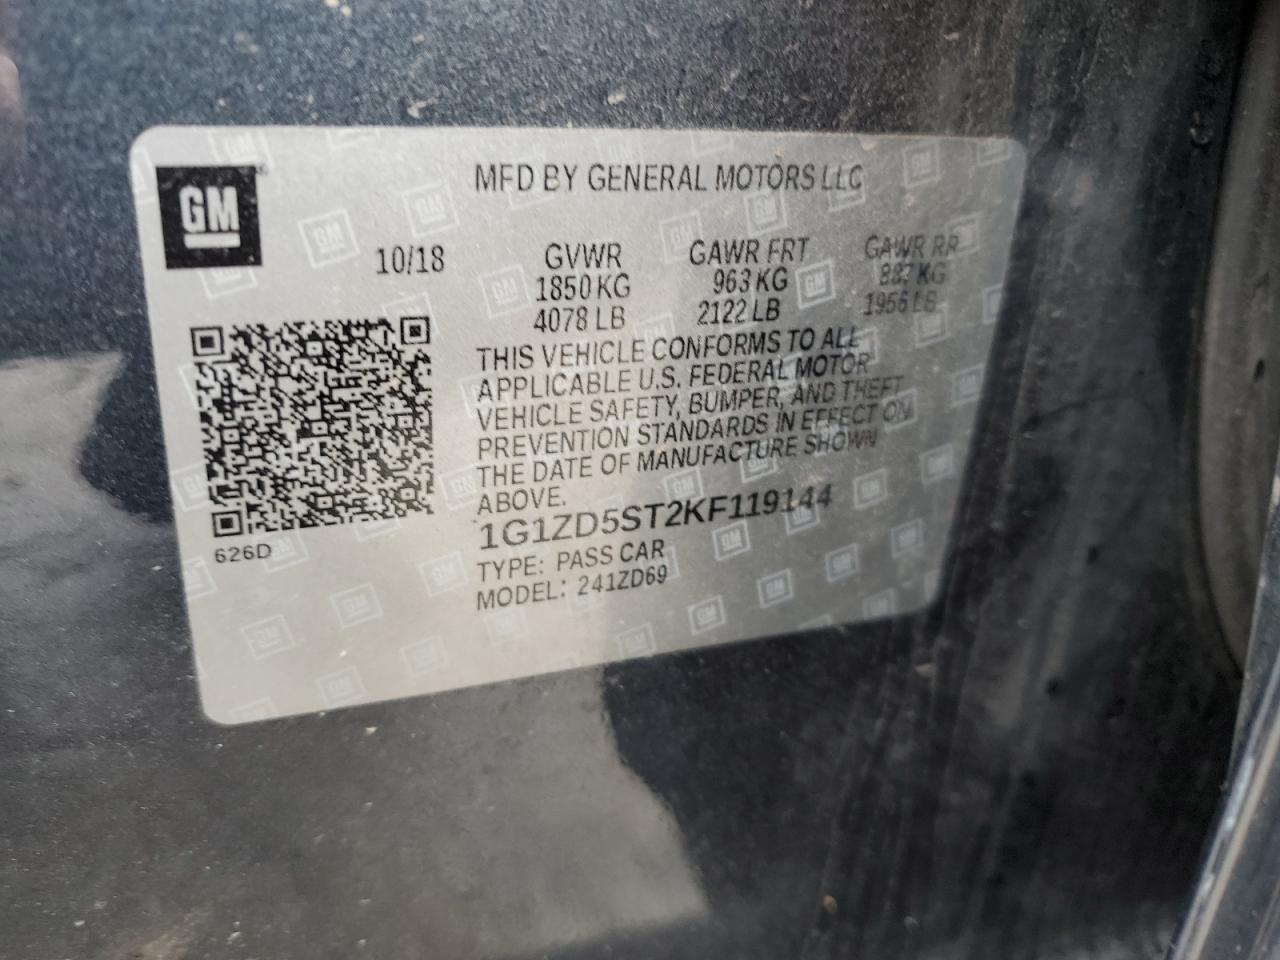 GM
MFD BY GENERAL MOTORS LLC
10/18 GVWR GAWR FRT GAWR RR
1850 KG 963 KG 887 KG
4078 LB 2122 LB 1956 LB
THIS VEHICLE CONFORMS TO ALL
APPLICABLE U.S. FEDERAL MOTOR
VEHICLE SAFETY, BUMPER, AND THEFT
PREVENTION STANDARDS IN EFFECT ON
THE DATE OF MANUFACTURE SHOWN
ABOVE.
1G1ZD5ST2KF119144
626D
TYPE: PASS CAR
MODEL: 241ZD69